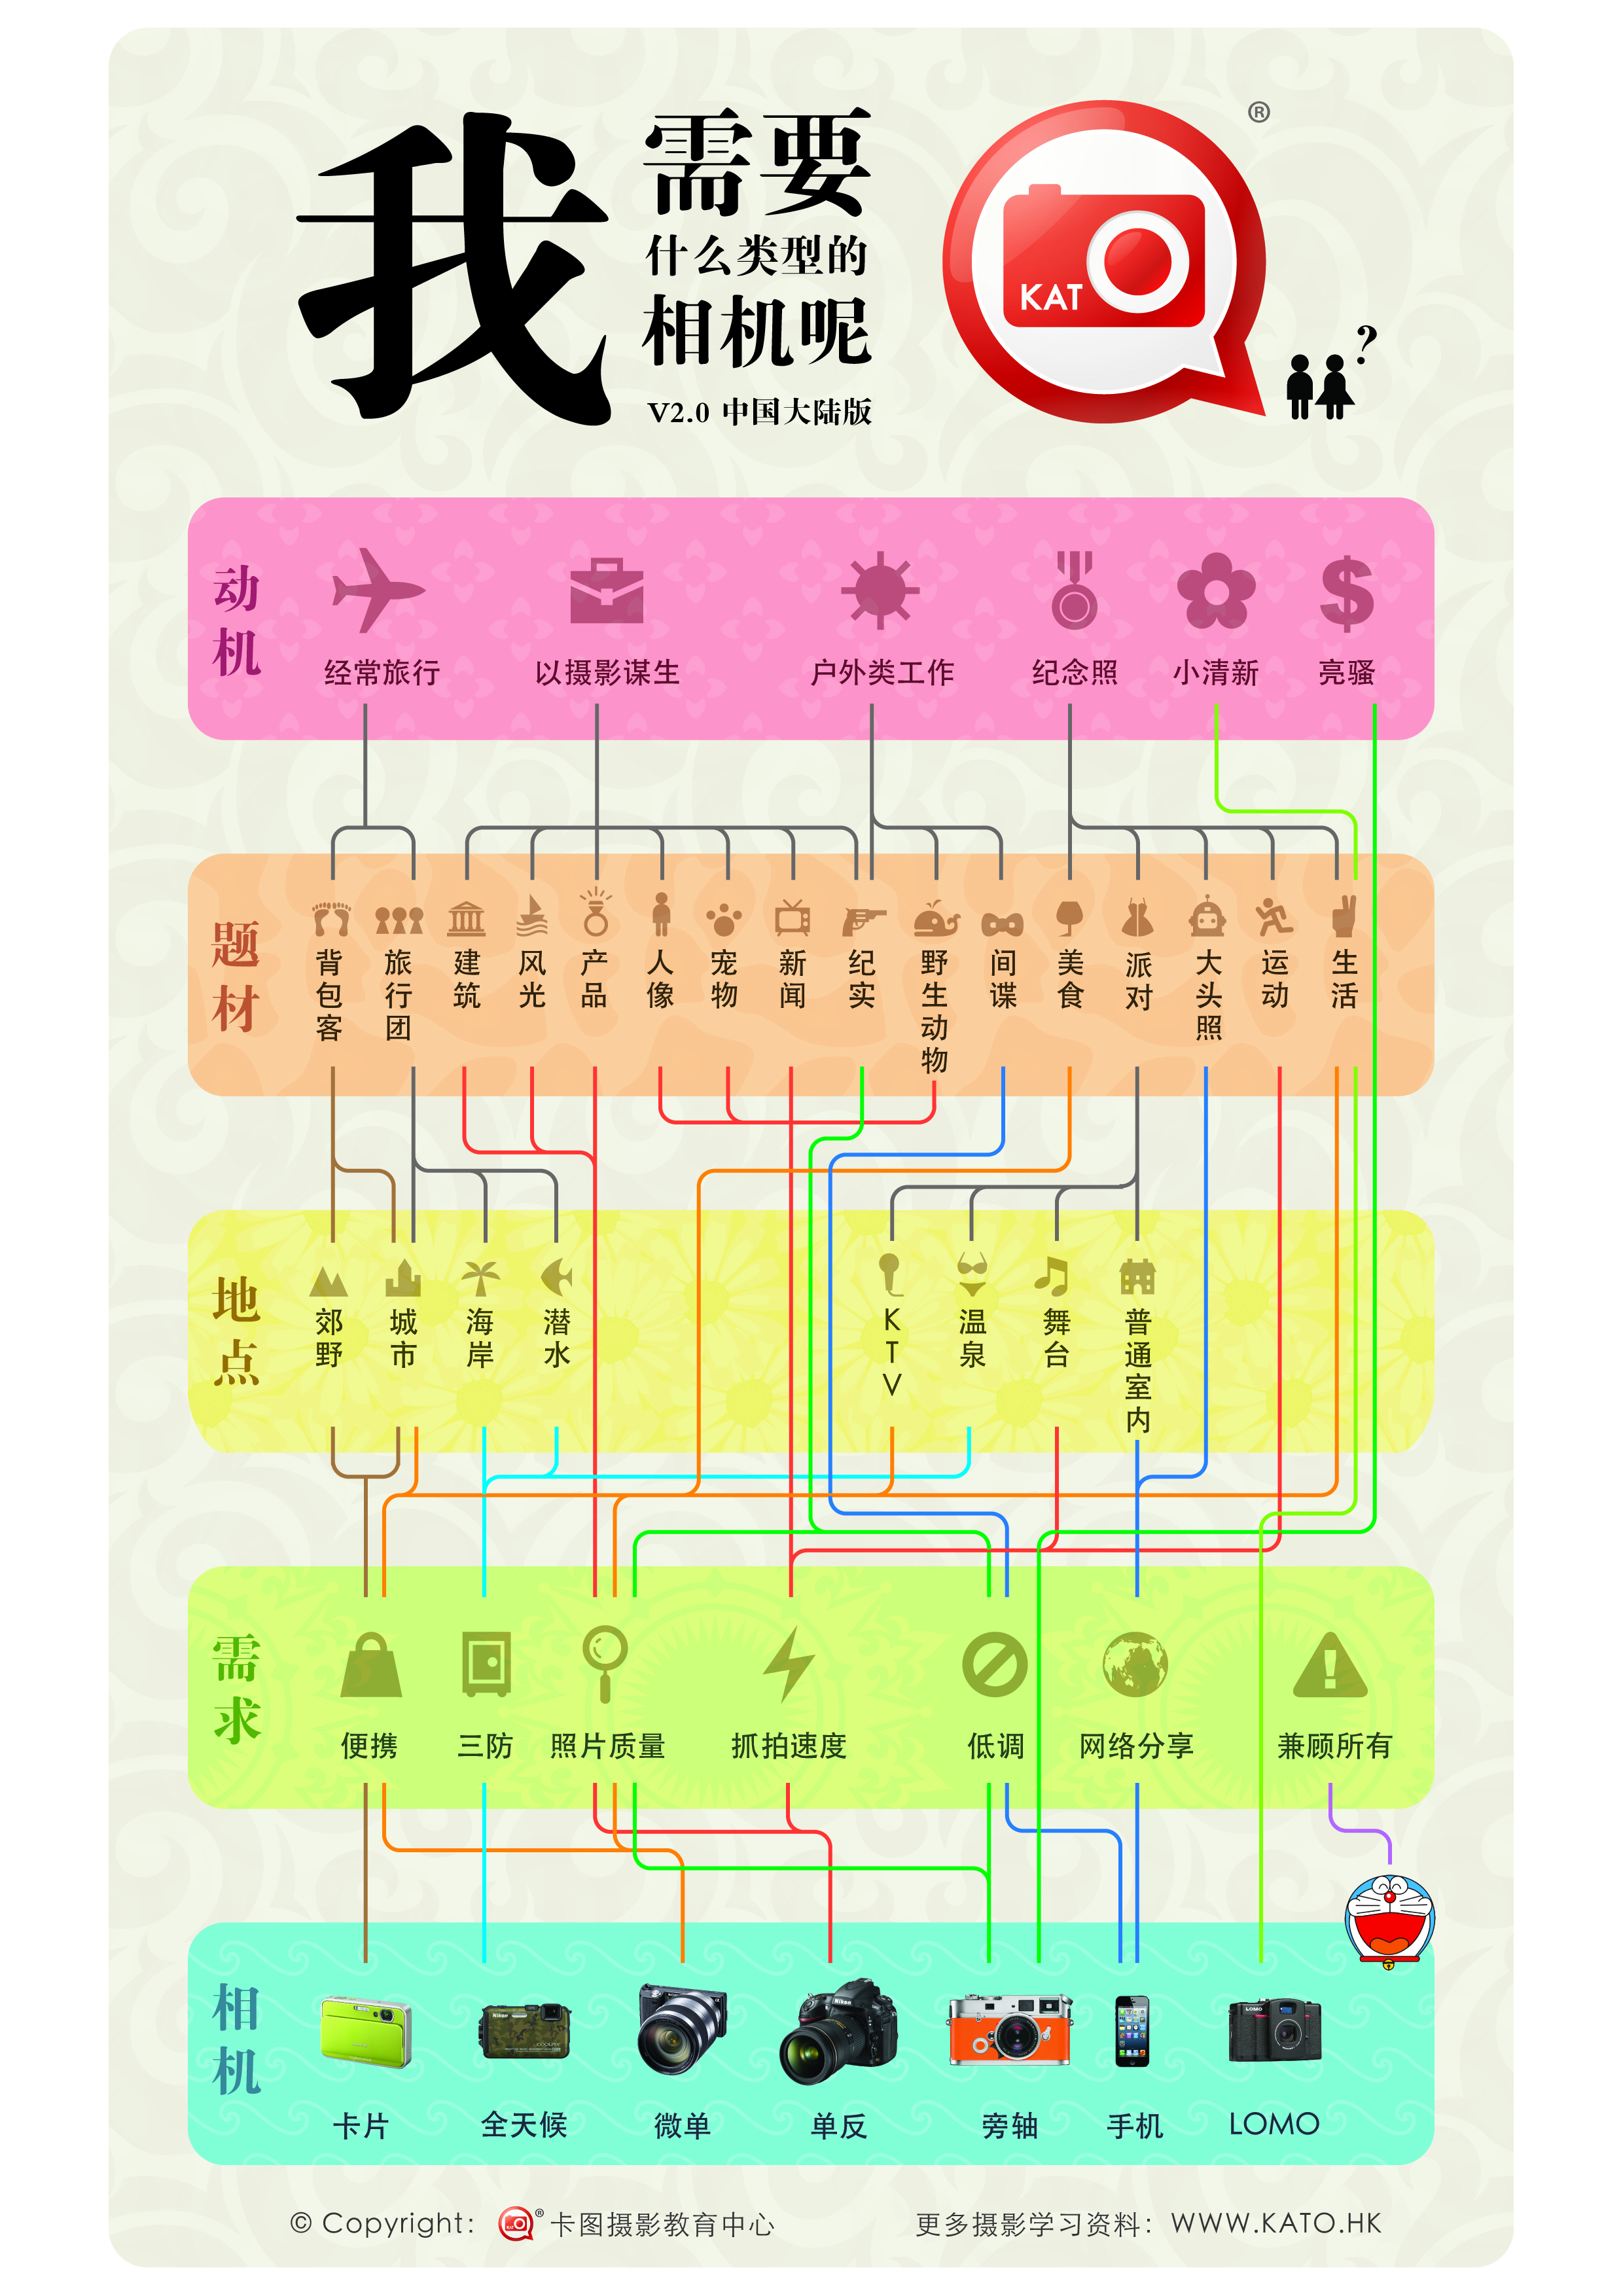 我
需要
什么类型的
相机呢
V2.0 中国大陆版
®
KAT
?
动机
经常旅行
以摄影谋生
户外类工作
纪念照
小清新
亮骚
题材
背包客
旅行团
建筑
风光
产品
人像
宠物
新闻
纪实
野生动物
间谍
美食
派对
大头照
运动
生活
地点
郊野
城市
海岸
潜水
KTV
温泉
舞台
普通室内
需求
便携
三防
照片质量
抓拍速度
低调
网络分享
兼顾所有
相机
Nikon
Nikon
LOMO
卡片
全天候
微单
单反
旁轴
手机
LOMO
© Copyright: ® 卡图摄影教育中心
更多摄影学习资料: WWW.KATO.HK